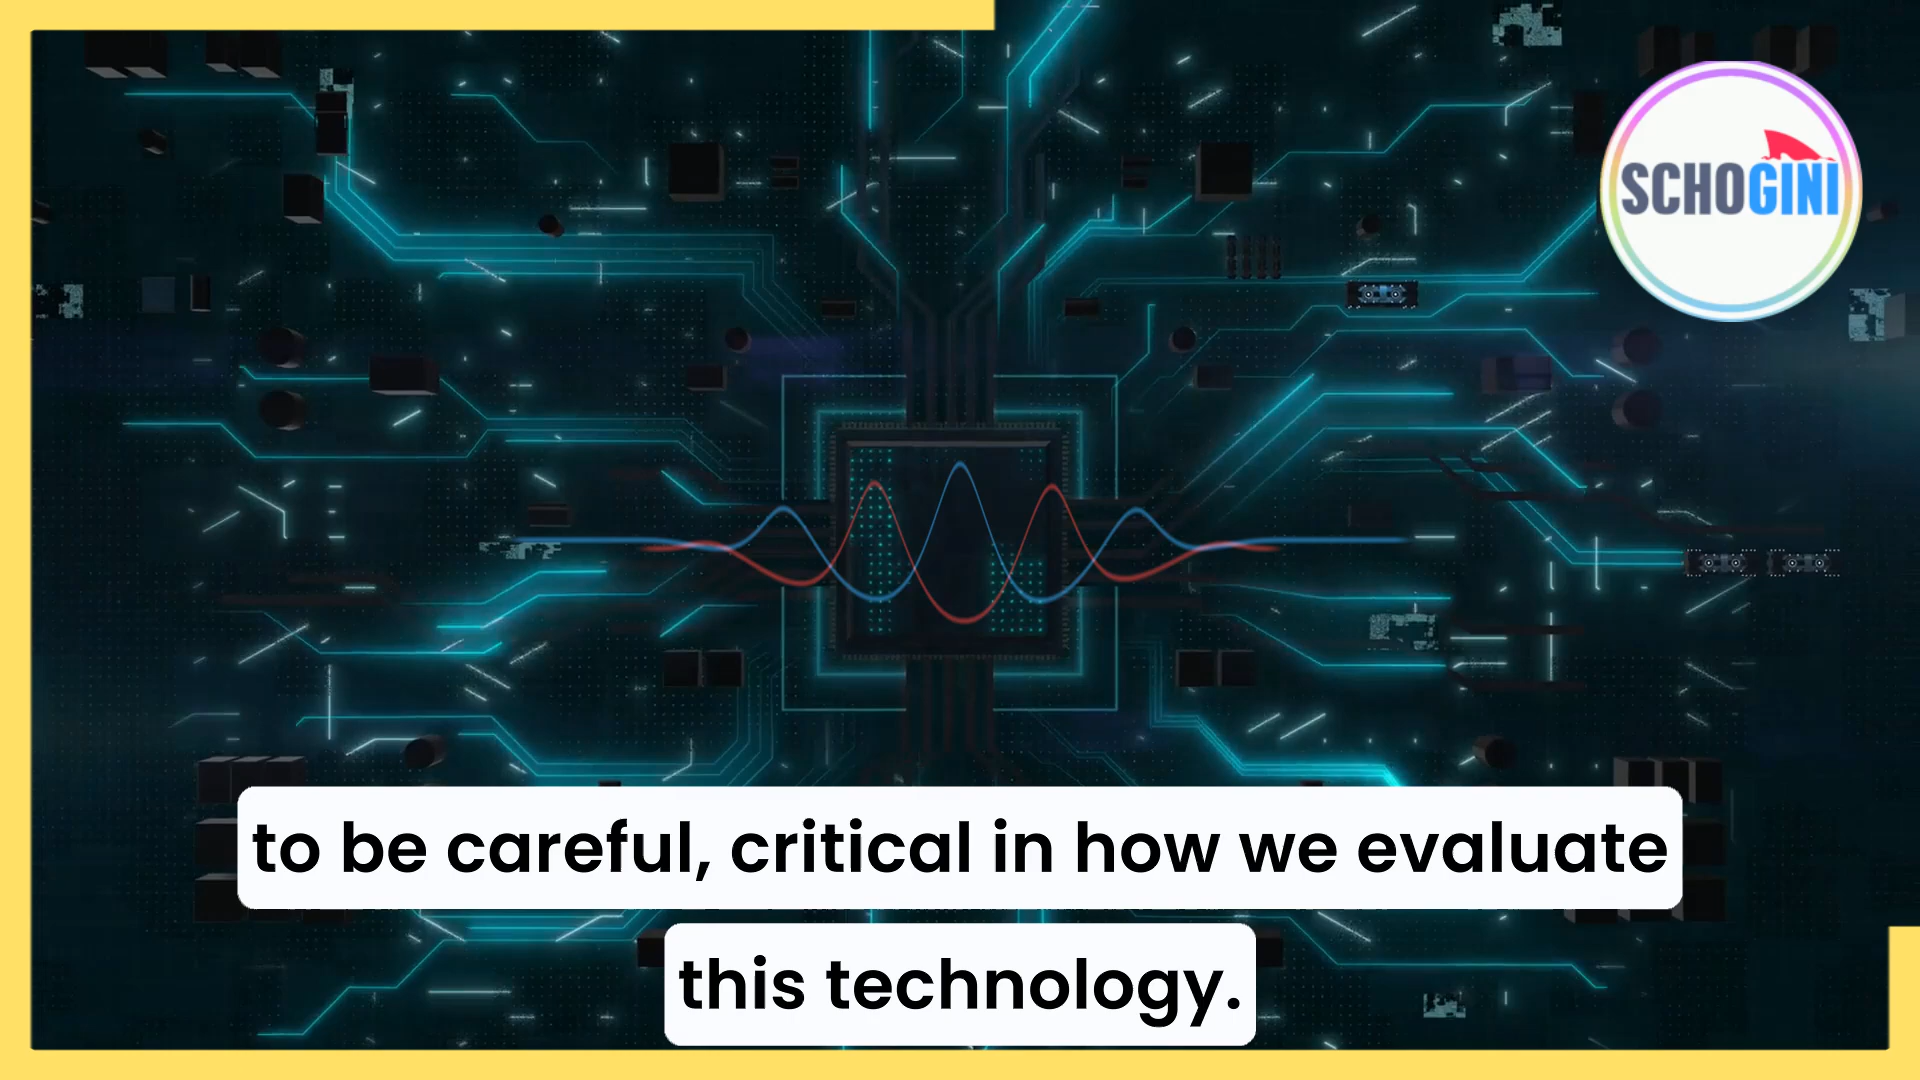 SCHOGINI
to be careful, critical in how we evaluate
this technology.